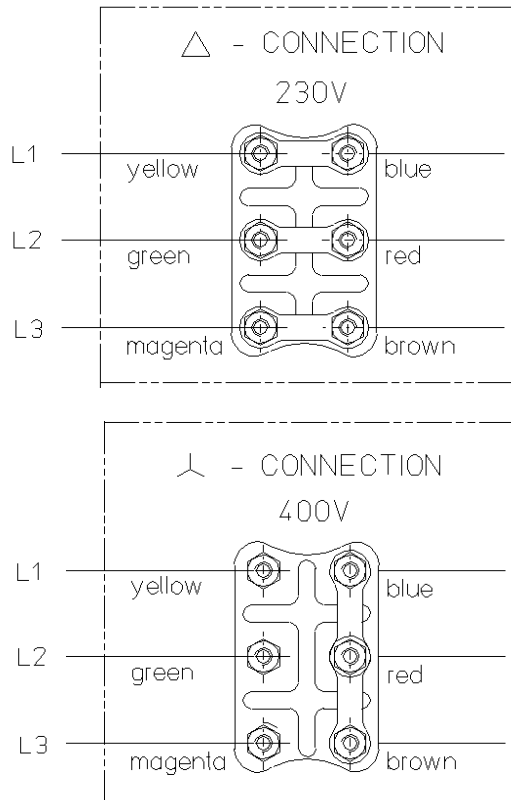 △ - CONNECTION
230V
L1 yellow blue
L2 green red
L3 magenta brown
- CONNECTION
400V
L1 yellow blue
L2 green red
L3 magenta brown